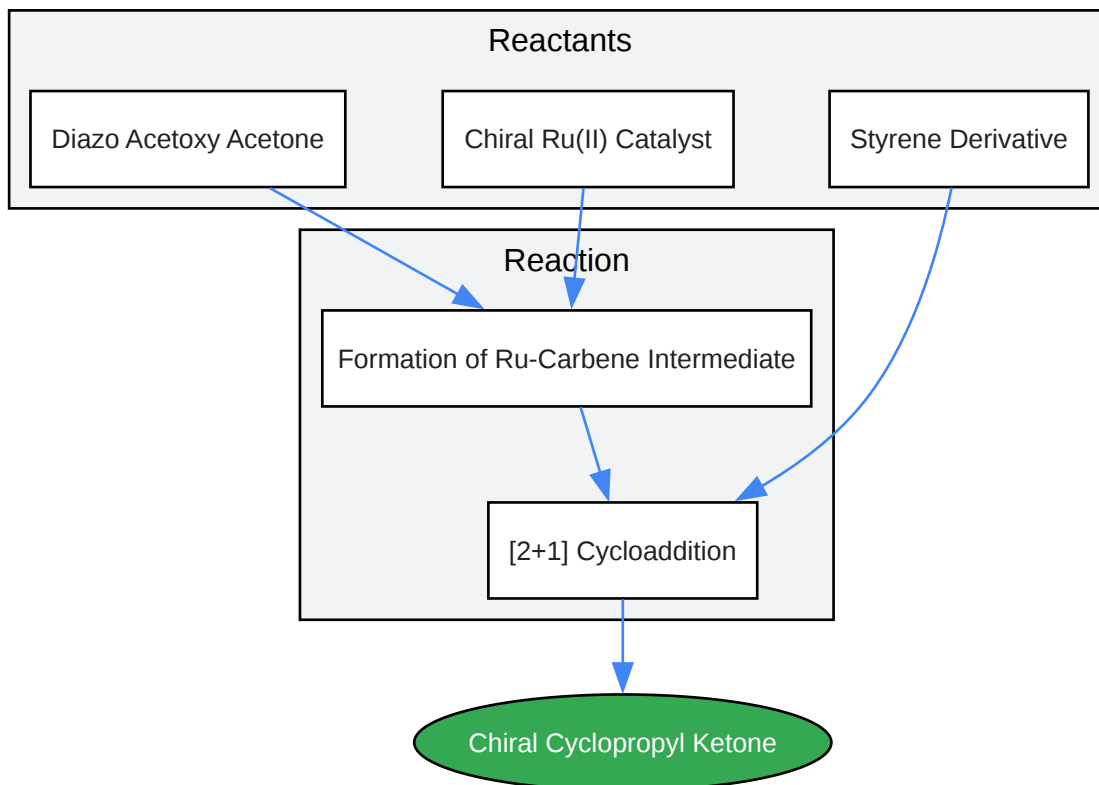 Reactants
Diazo Acetoxy Acetone
Chiral Ru(II) Catalyst
Styrene Derivative
Reaction
Formation of Ru-Carbene Intermediate
[2+1] Cycloaddition
Chiral Cyclopropyl Ketone